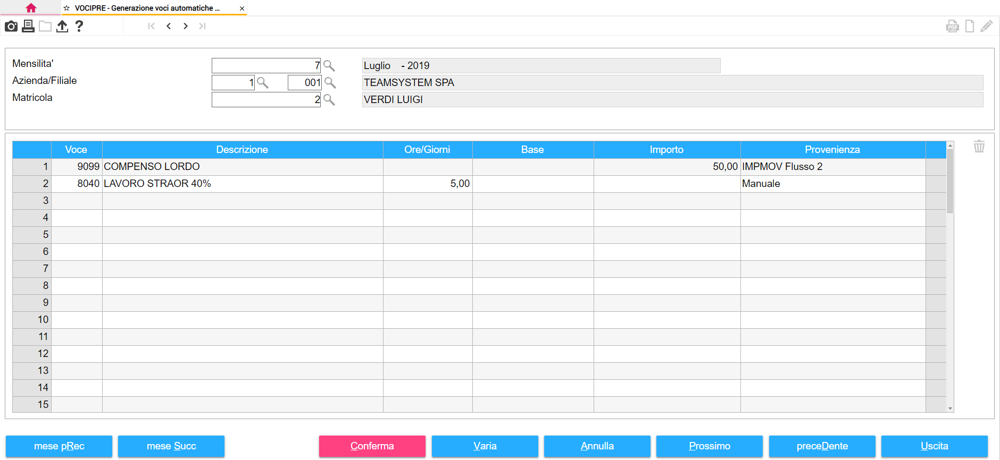 VOCIPRE - Generazione voci automatiche ...
Mensilita' 7 Luglio - 2019
Azienda/Filiale 1 001 TEAMSYSTEM SPA
Matricola 2 VERDI LUIGI
Voce Descrizione Ore/Giorni Base Importo Provenienza
1 9099 COMPENSO LORDO 50,00 IMPMOV Flusso 2
2 8040 LAVORO STRAOR 40% 5,00 Manuale
3
4
5
6
7
8
9
10
11
12
13
14
15
mese pRec mese Succ Conferma Varia Annulla Prossimo preceDente Uscita